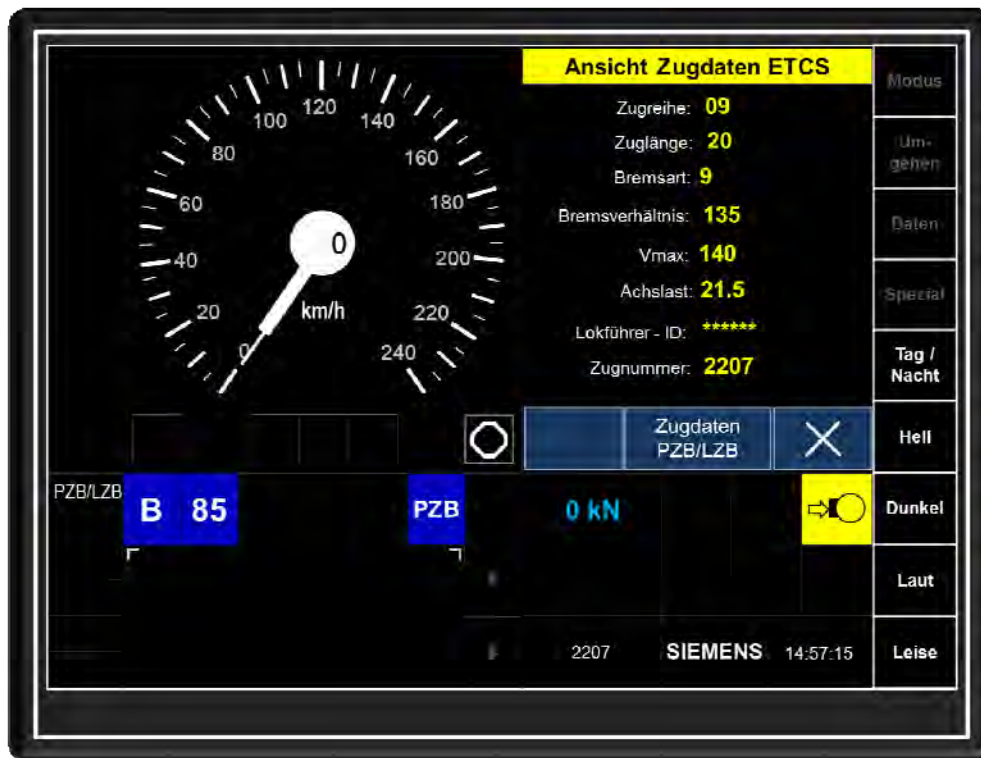 Ansicht Zugdaten ETCS
Zugreihe: 09
Zuglänge: 20
Bremsart: 9
Bremsverhältnis: 135
Vmax: 140
Achslast: 21.5
Lokführer - ID: ******
Zugnummer: 2207
0
20
40
60
80
100
120
140
160
180
200
220
240
0
km/h
Modus
Um-
gehen
Daten
Spezial
Tag /
Nacht
Hell
Dunkel
Laut
Leise
Zugdaten
PZB/LZB
PZB/LZB
B 85
PZB
0 kN
2207
SIEMENS
14:57:15